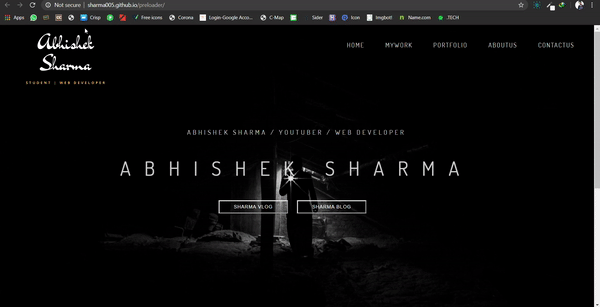 Not secure | sharma005.github.io/preloader/
Apps
Crisp
Free icons
Corona
Login-Google Acco...
C-Map
Sider
Icon
Imgbot!
Name.com
.TECH
Abhishek
Sharma
STUDENT | WEB DEVELOPER
HOME
MYWORK
PORTFOLIO
ABOUTUS
CONTACTUS
ABHISHEK SHARMA / YOUTUBER / WEB DEVELOPER
ABHISHEK SHARMA
SHARMA VLOG
SHARMA BLOG